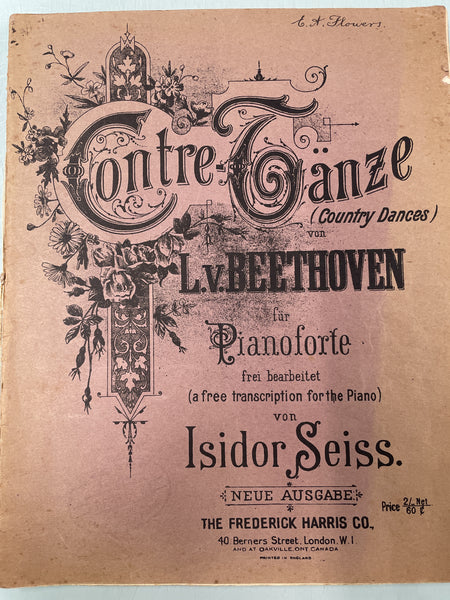 E. A. Flowers.
Contre-Tänze
(Country Dances)
von
L.v.BEETHOVEN
für
Pianoforte
frei bearbeitet
(a free transcription for the Piano)
von
Isidor Seiss.
NEUE AUSGABE.
Price 2/- Net
60 ¢
THE FREDERICK HARRIS CO.,
40 Berners Street, London. W. 1.
AND AT OAKVILLE, ONT. CANADA
PRINTED IN ENGLAND.